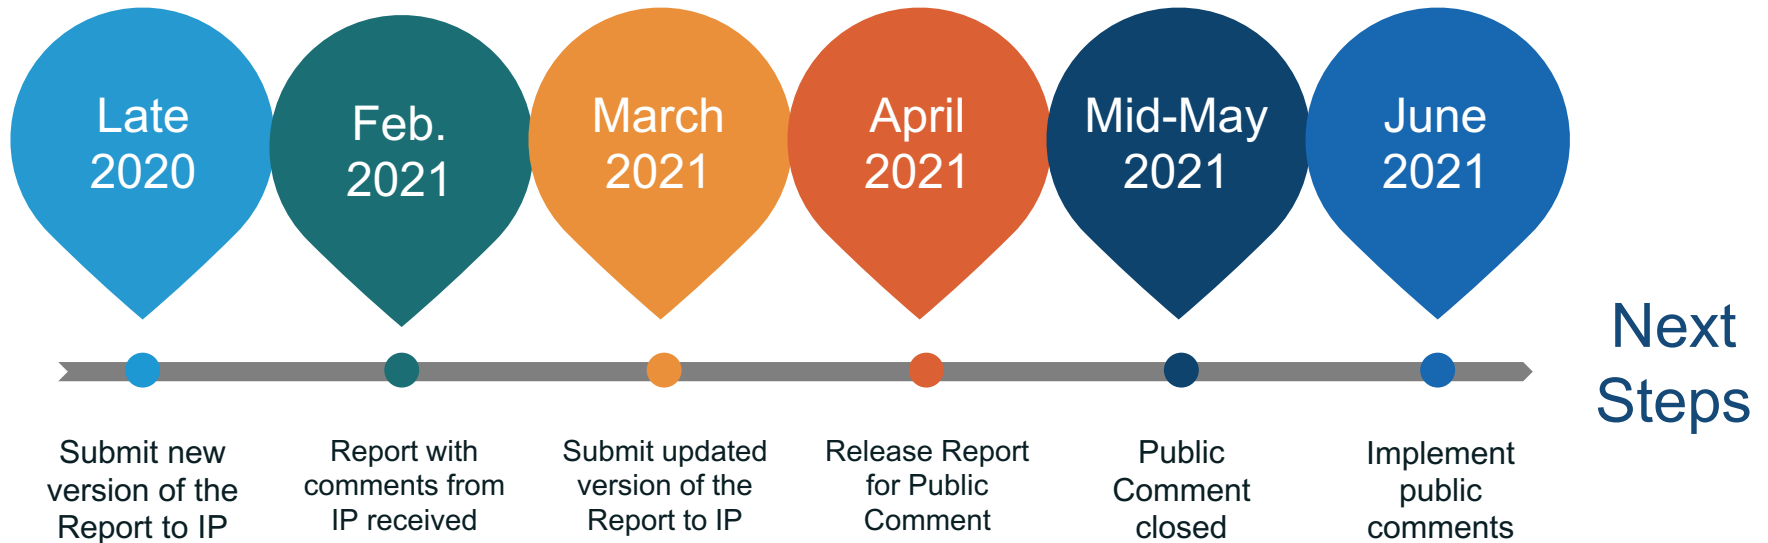 Late
2020
Feb.
2021
March
2021
April
2021
Mid-May
2021
June
2021
Next
Steps
Submit new
version of the
Report to IP
Report with
comments from
IP received
Submit updated
version of the
Report to IP
Release Report
for Public
Comment
Public
Comment
closed
Implement
public
comments